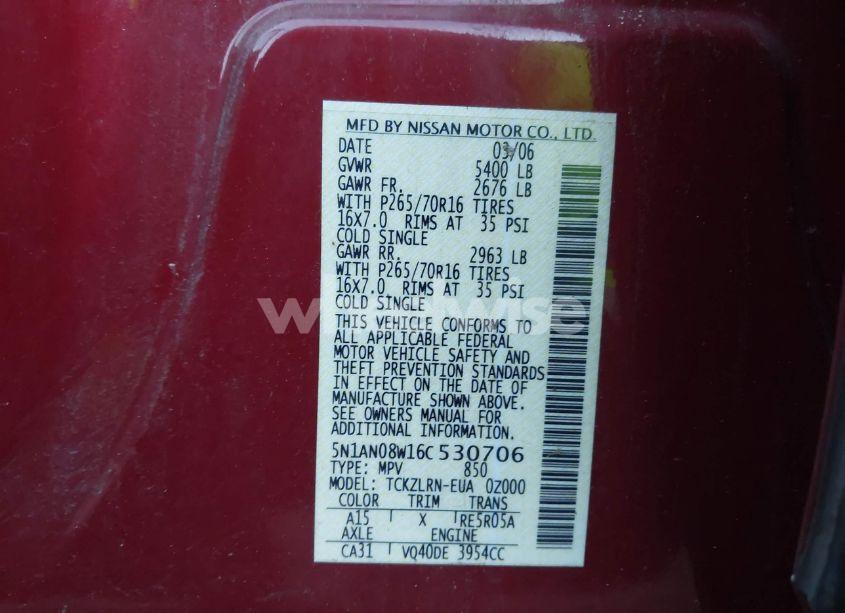 MFD BY NISSAN MOTOR CO., LTD.
DATE 03/06
GVWR 5400 LB
GAWR FR. 2676 LB
WITH P265/70R16 TIRES
16X7.0 RIMS AT 35 PSI
COLD SINGLE
GAWR RR. 2963 LB
WITH P265/70R16 TIRES
16X7.0 RIMS AT 35 PSI
COLD SINGLE
THIS VEHICLE CONFORMS TO
ALL APPLICABLE FEDERAL
MOTOR VEHICLE SAFETY AND
THEFT PREVENTION STANDARDS
IN EFFECT ON THE DATE OF
MANUFACTURE SHOWN ABOVE.
SEE OWNERS MANUAL FOR
ADDITIONAL INFORMATION.
5N1AN08W16C530706
TYPE: MPV 850
MODEL: TCKZLRN-EUA 0Z000
COLOR TRIM TRANS
A15 X RE5R05A
AXLE ENGINE
CA31 VQ40DE 3954CC